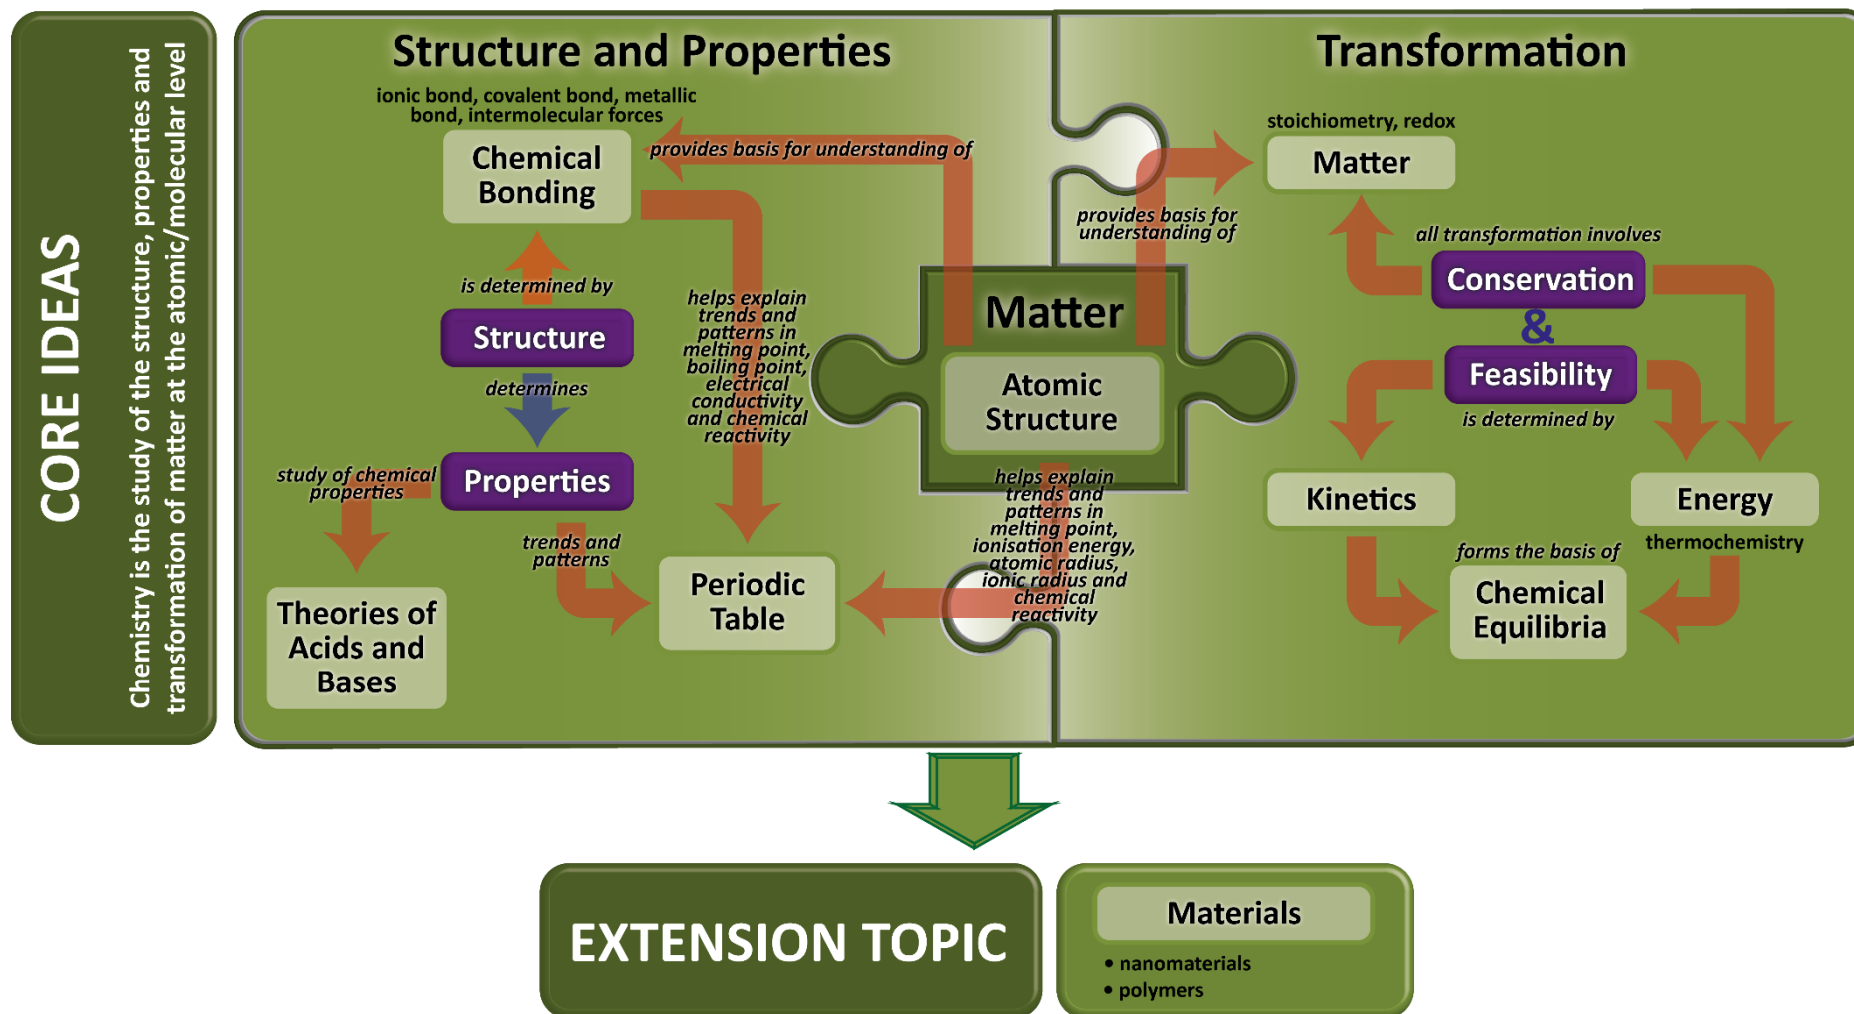 CORE IDEAS
Chemistry is the study of the structure, properties and
transformation of matter at the atomic/molecular level
Structure and Properties
ionic bond, covalent bond, metallic
bond, intermolecular forces
Chemical
Bonding
provides basis for understanding of
is determined by
Structure
determines
Properties
study of chemical
properties
Theories of
Acids and
Bases
trends and
patterns
helps explain
trends and
patterns in
melting point,
boiling point,
electrical
conductivity
and chemical
reactivity
Periodic
Table
Matter
Atomic
Structure
helps explain
trends and
patterns in
melting point,
ionisation energy,
atomic radius,
ionic radius and
chemical
reactivity
Transformation
stoichiometry, redox
Matter
provides basis for
understanding of
all transformation involves
Conservation
&
Feasibility
is determined by
Kinetics
Energy
thermochemistry
forms the basis of
Chemical
Equilibria
EXTENSION TOPIC
Materials
• nanomaterials
• polymers